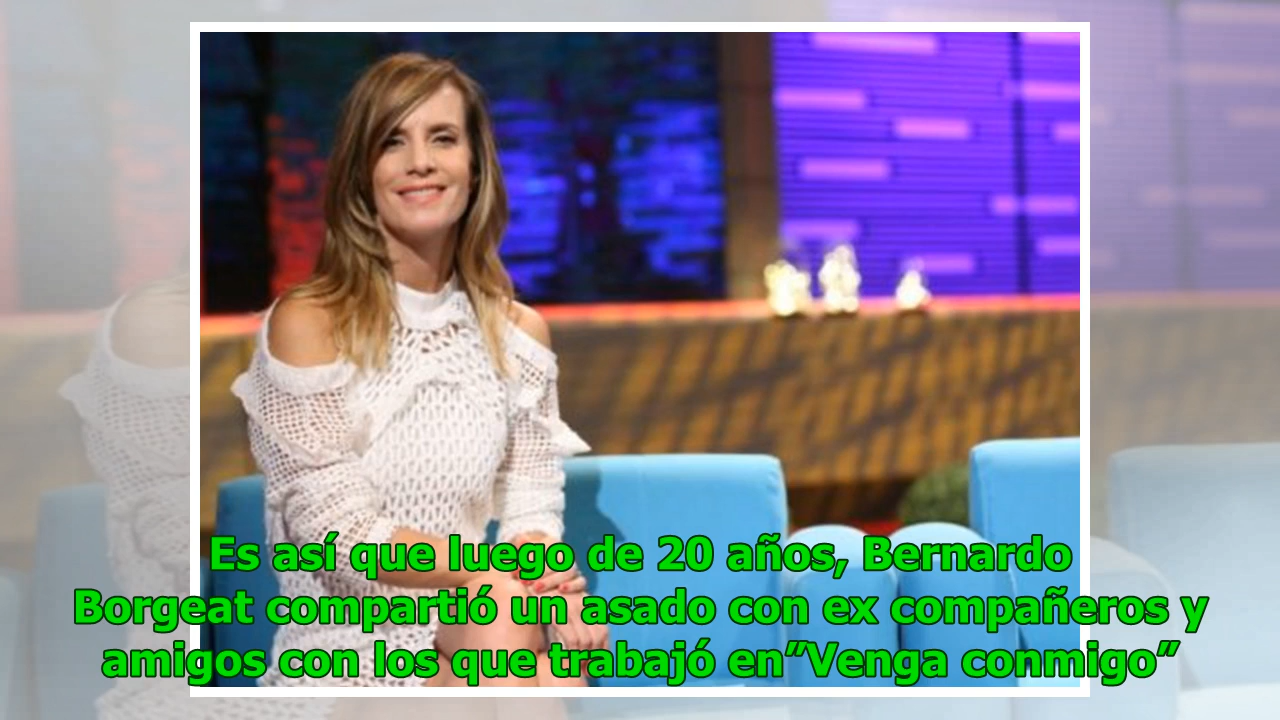 Es así que luego de 20 años, Bernardo
Borgeat compartió un asado con ex compañeros y
amigos con los que trabajó en”Venga conmigo”